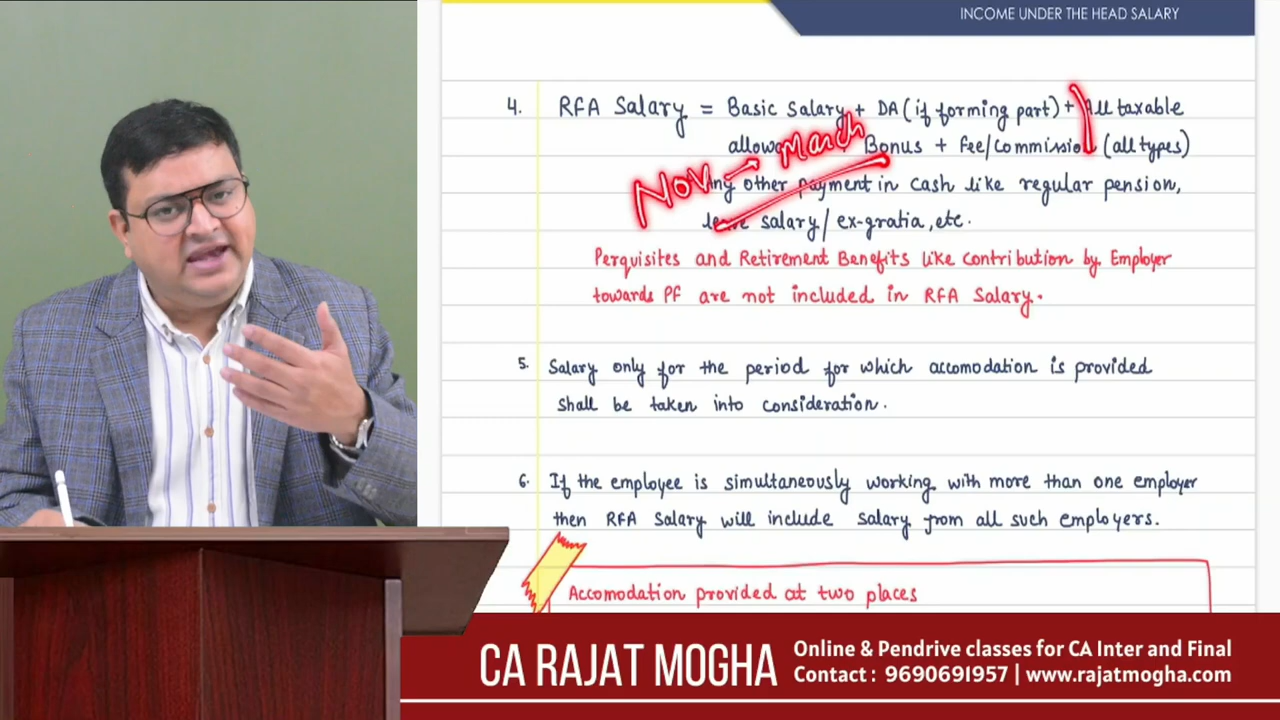 INCOME UNDER THE HEAD SALARY
4. RFA Salary = Basic Salary + DA (if forming part) + All taxable
Bonus + Fee/Commission (all types)
Nov → March
Any other payment in cash like regular pension,
leave salary/ ex-gratia, etc.
Perquisites and Retirement Benefits like contribution by Employer
towards PF are not included in RFA Salary.
5. Salary only for the period for which accomodation is provided
shall be taken into consideration.
6. If the employee is simultaneously working with more than one employer
then RFA Salary will include salary from all such employers.
Accomodation provided at two places
CA RAJAT MOGHA
Online & Pendrive classes for CA Inter and Final
Contact : 9690691957 | www.rajatmogha.com